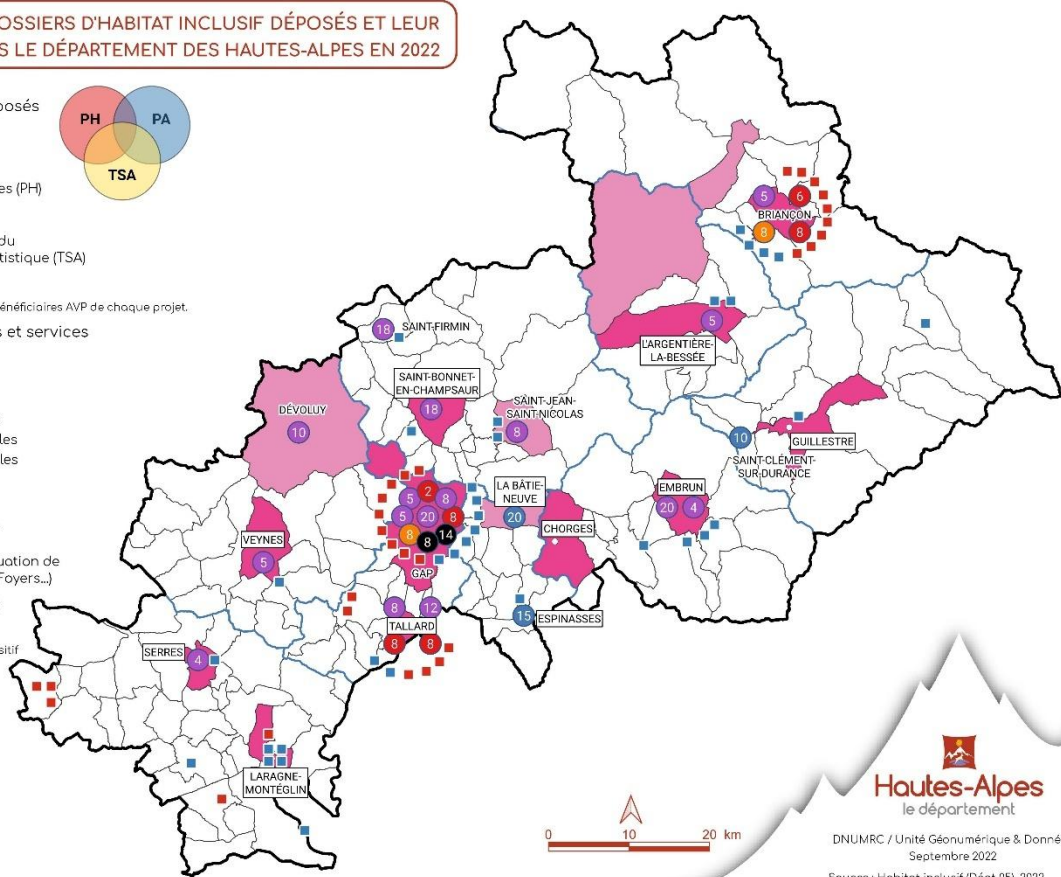 OSSIERS D'HABITAT INCLUSIF DÉPOSÉS ET LEUR
S LE DÉPARTEMENT DES HAUTES-ALPES EN 2022
posés
PH
PA
TSA
es (PH)
du
tistique (TSA)
énéficiaires AVP de chaque projet.
s et services
les
les
uation de
Foyers...)
sitif
5
6
BRIANÇON
8
8
18
SAINT-FIRMIN
5
L'ARGENTIÈRE-
LA-BESSÉE
SAINT-BONNET-
EN-CHAMPSAUR
18
DÉVOLUY
10
SAINT-JEAN-
SAINT-NICOLAS
8
10
GUILLESTRE
SAINT-CLÉMENT-
SUR-DURANCE
LA BÂTIE-
NEUVE
20
EMBRUN
20
4
2
5
8
5
20
8
8
8
14
GAP
CHORGES
VEYNES
5
8
12
TALLARD
8
8
15
ESPINASSES
SERRES
4
LARAGNE-
MONTÉGLIN
0
10
20 km
Hautes-Alpes
le département
DNUMRC / Unité Géonumérique & Donné
Septembre 2022